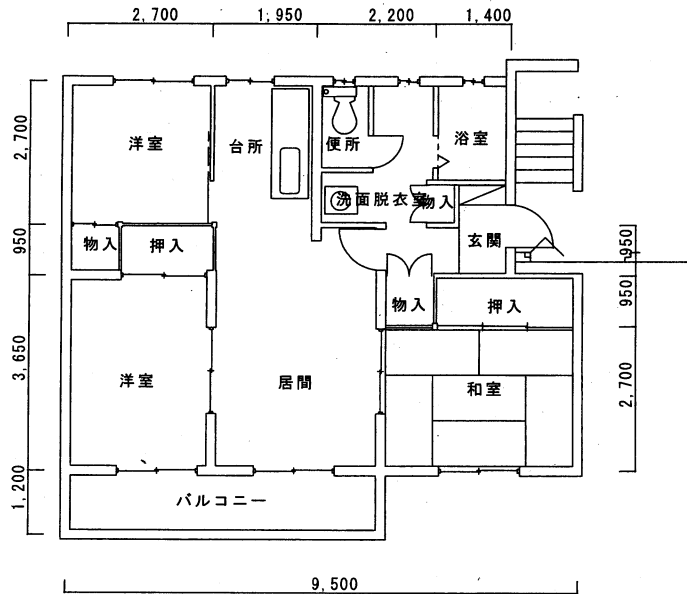 2,700 1,950 2,200 1,400
2,700
950
3,650
1,200
洋室
台所
便所
浴室
洗面脱衣室
物入
物入
押入
玄関
950
950
2,700
物入
押入
洋室
居間
和室
バルコニー
9,500